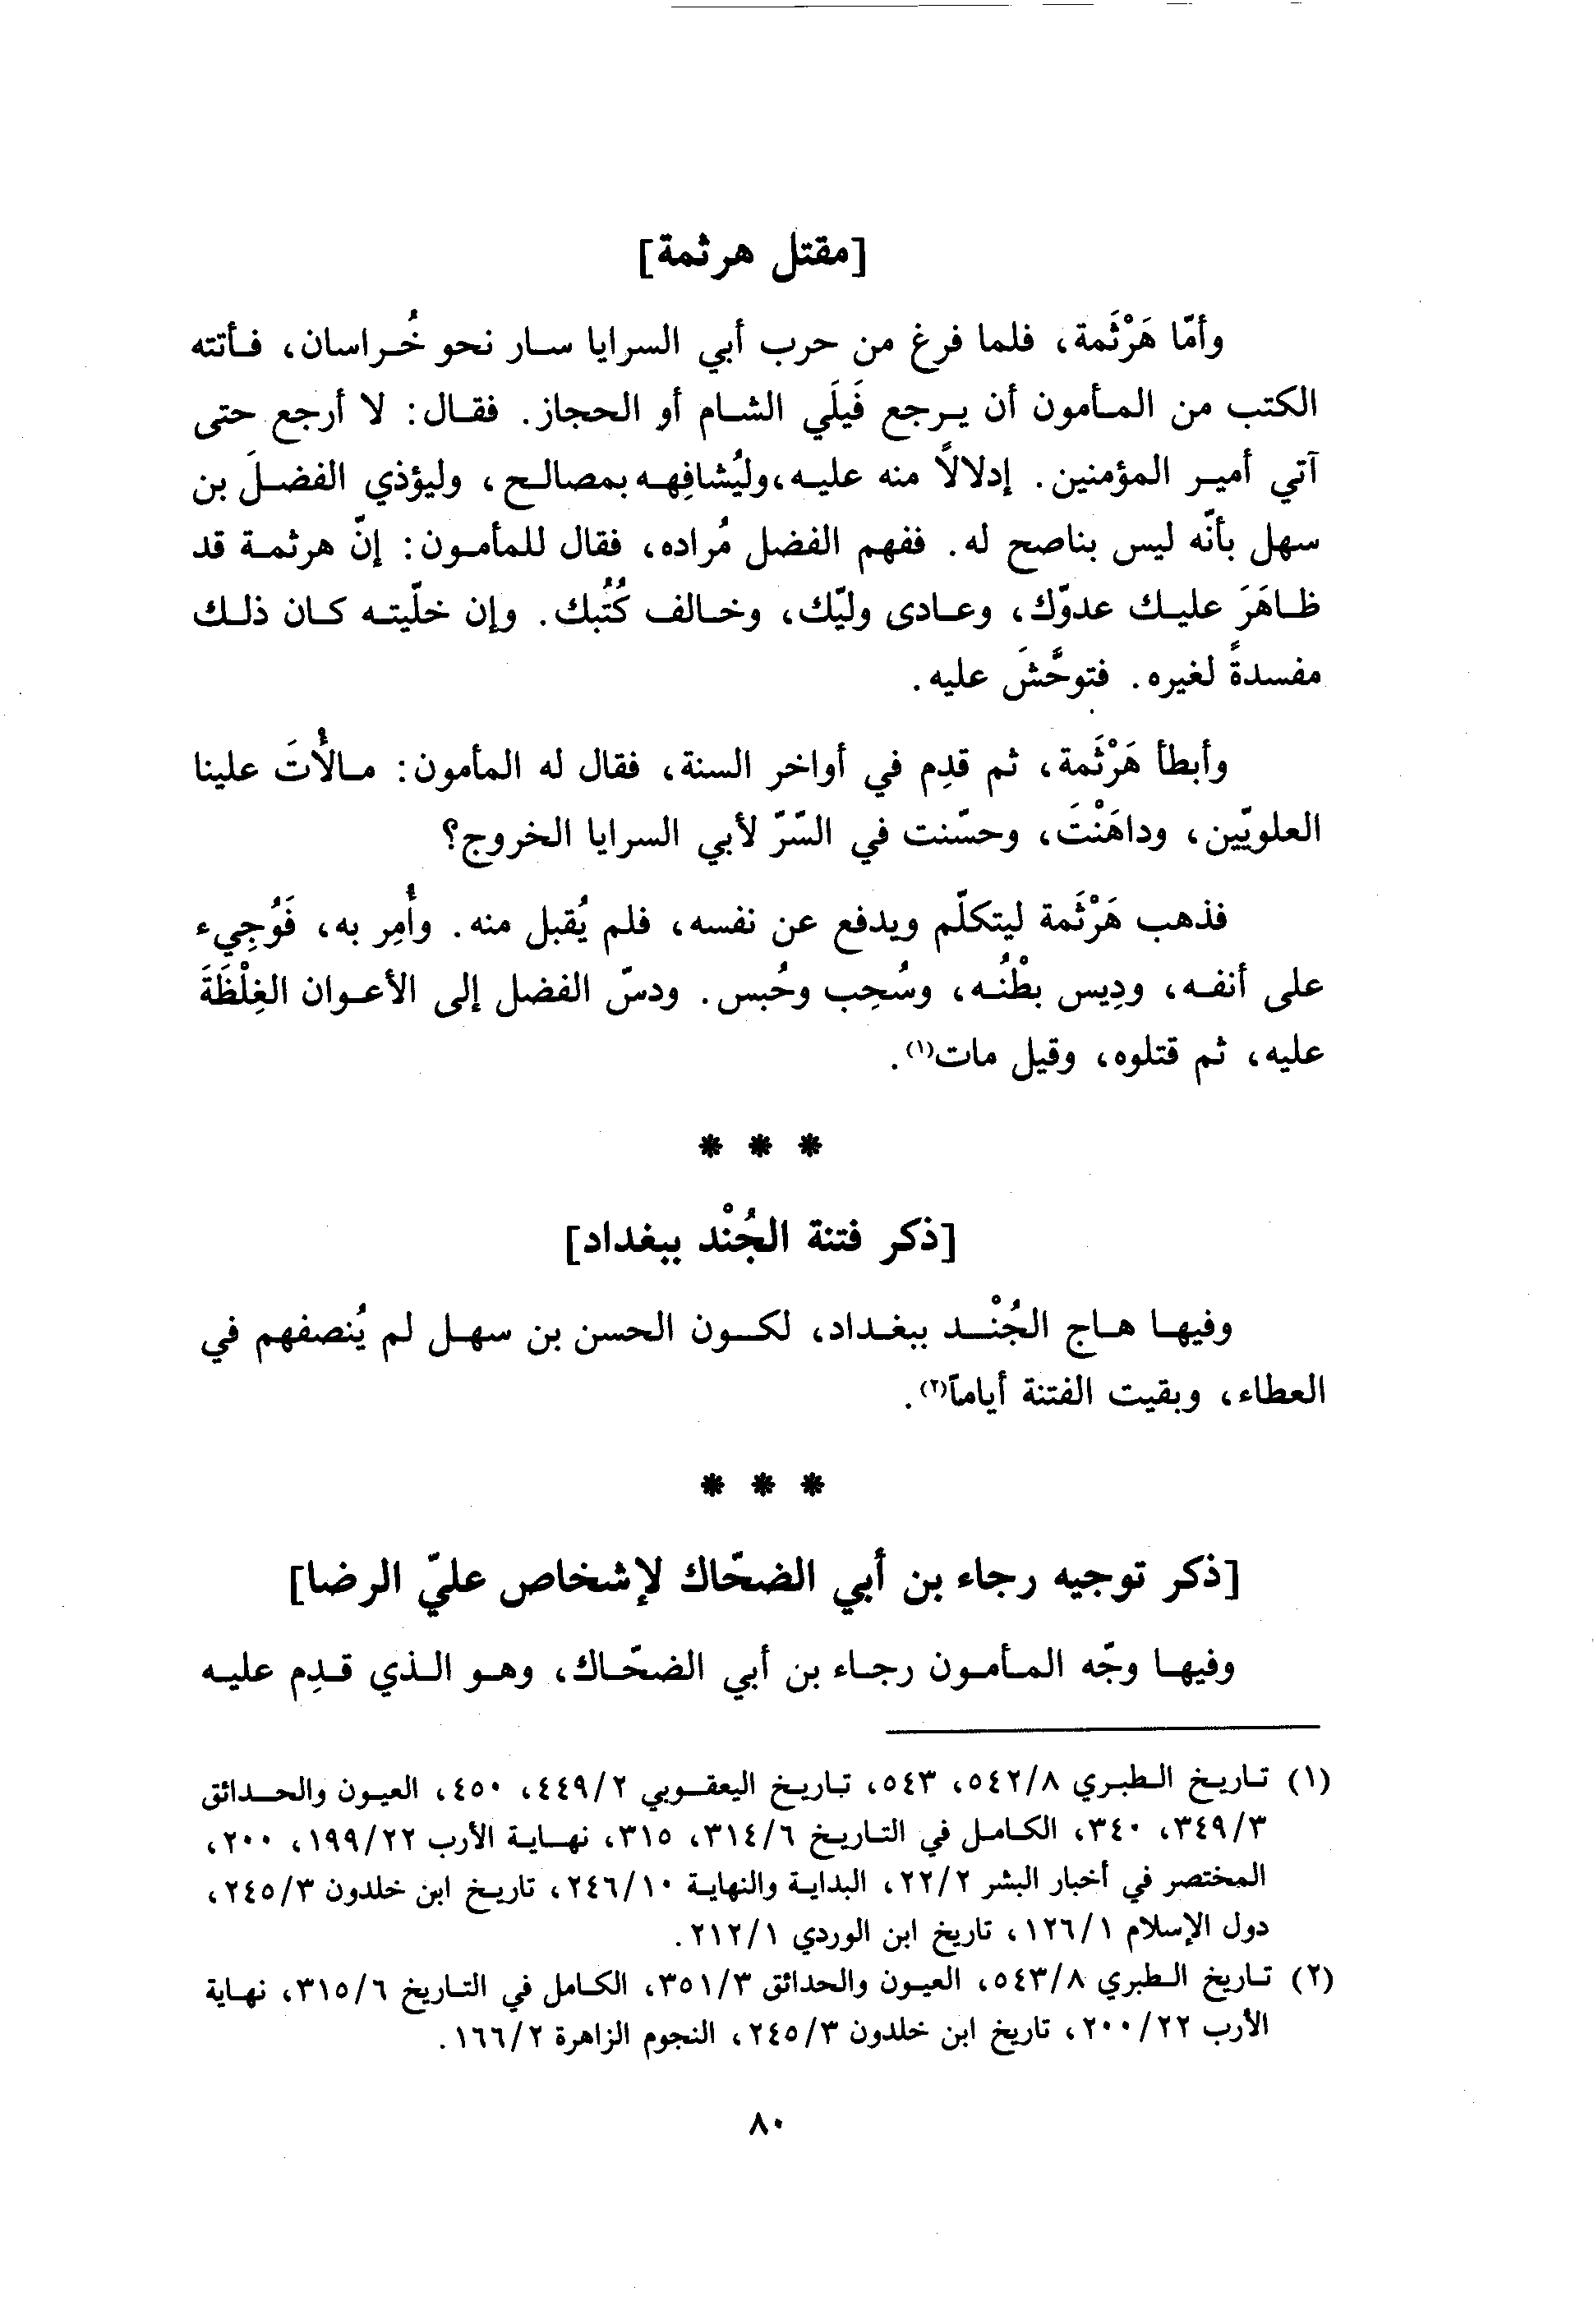 [مقتل هرثمة]
وأمّا هَرْثَمة، فلما فرغ من حرب أبي السرايا سار نحو خُراسان، فأتته
الكتب من المأمون أن يرجع فَيلَي الشام أو الحجاز. فقال: لا أرجع حتى
آتي أمير المؤمنين. إدلالاً منه عليه، وليُشافِهه بمصالح، وليؤذي الفضلَ بن
سهل بأنّه ليس بناصح له. ففهم الفضل مُراده، فقال للمأمون: إنّ هرثمة قد
ظاهَرَ عليك عدوّك، وعادى وليّك، وخالف كُتُبك. وإن خلّيته كان ذلك
مفسدةً لغيره. فتوحَّشَ عليه.
وأبطأ هَرْثَمة، ثم قدِم في أواخر السنة، فقال له المأمون: مالأْتَ علينا
العلويّين، وداهَنْتَ، وحسّنت في السّرّ لأبي السرايا الخروج؟
فذهب هَرْثَمة ليتكلّم ويدفع عن نفسه، فلم يُقبل منه. وأُمِر به، فَوُجِيء
على أنفه، ودِيس بطْنُه، وسُحِب وحُبس. ودسّ الفضل إلى الأعوان الغِلْظَةَ
عليه، ثم قتلوه، وقيل مات(١).
* * *
[ذكر فتنة الجُنْد ببغداد]
وفيها هاج الجُنْد ببغداد، لكون الحسن بن سهل لم يُنصفهم في
العطاء، وبقيت الفتنة أياماً(٢).
* * *
[ذكر توجيه رجاء بن أبي الضحّاك لإشخاص عليّ الرضا]
وفيها وجّه المأمون رجاء بن أبي الضحّاك، وهو الذي قدِم عليه
(١) تاريخ الطبري ٥٤٢/٨، ٥٤٣، تاريخ اليعقوبي ٤٤٩/٢، ٤٥٠، العيون والحدائق
٣٤٩/٣، ٣٤٠، الكامل في التاريخ ٣١٤/٦، ٣١٥، نهاية الأرب ١٩٩/٢٢، ٢٠٠،
المختصر في أخبار البشر ٢٢/٢، البداية والنهاية ٢٤٦/١٠، تاريخ ابن خلدون ٢٤٥/٣،
دول الإسلام ١٢٦/١، تاريخ ابن الوردي ٢١٢/١.
(٢) تاريخ الطبري ٥٤٣/٨، العيون والحدائق ٣٥١/٣، الكامل في التاريخ ٣١٥/٦، نهاية
الأرب ٢٠٠/٢٢، تاريخ ابن خلدون ٢٤٥/٣، النجوم الزاهرة ١٦٦/٢.
٨٠